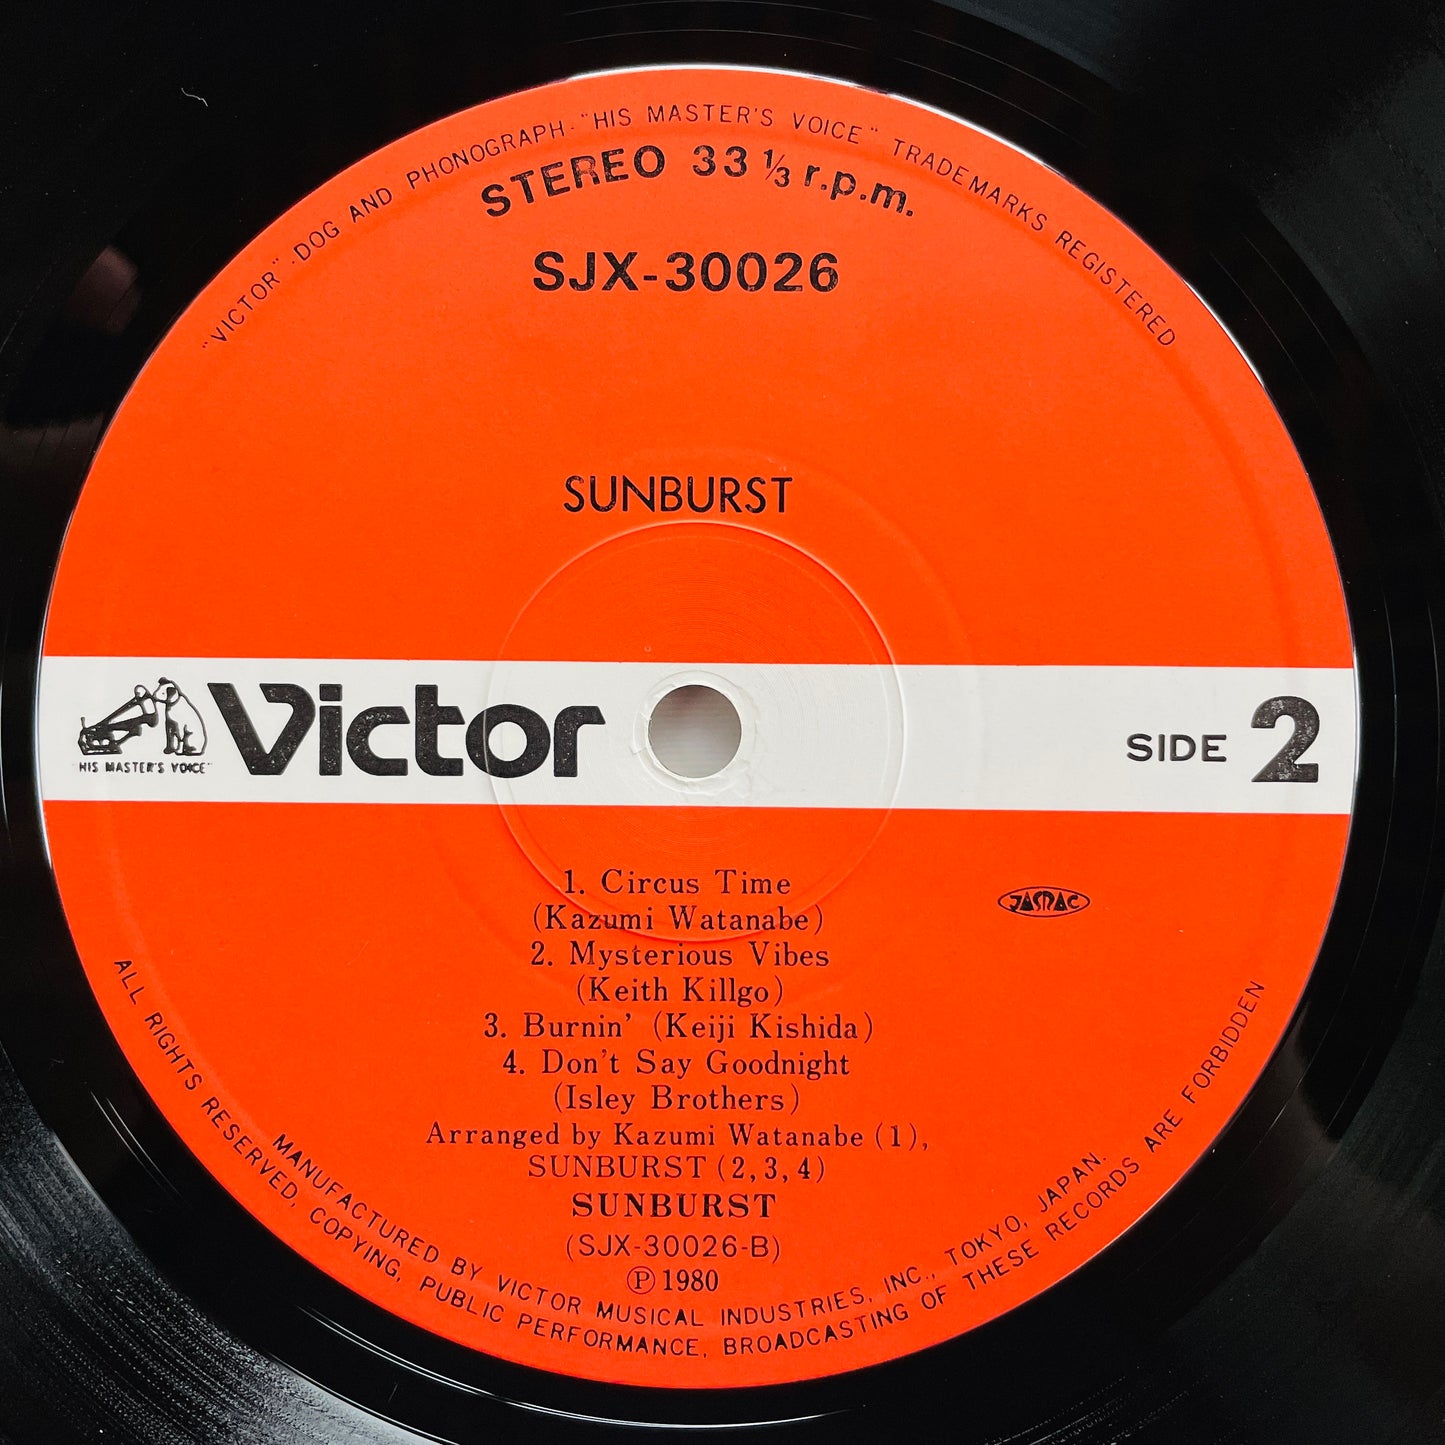 "VICTOR"-DOG AND PHONOGRAPH-"HIS MASTER'S VOICE" TRADEMARKS REGISTERED
STEREO 33 1/3 r.p.m.
SJX-30026
SUNBURST
"HIS MASTER'S VOICE"
Victor
SIDE 2
1. Circus Time
(Kazumi Watanabe)
2. Mysterious Vibes
(Keith Killgo)
3. Burnin' (Keiji Kishida)
4. Don't Say Goodnight
(Isley Brothers)
Arranged by Kazumi Watanabe (1),
SUNBURST (2, 3, 4)
SUNBURST
(SJX-30026-B)
℗ 1980
JASRAC
MANUFACTURED BY VICTOR MUSICAL INDUSTRIES, INC., TOKYO, JAPAN.
ALL RIGHTS RESERVED, COPYING, PUBLIC PERFORMANCE, BROADCASTING OF THESE RECORDS ARE FORBIDDEN